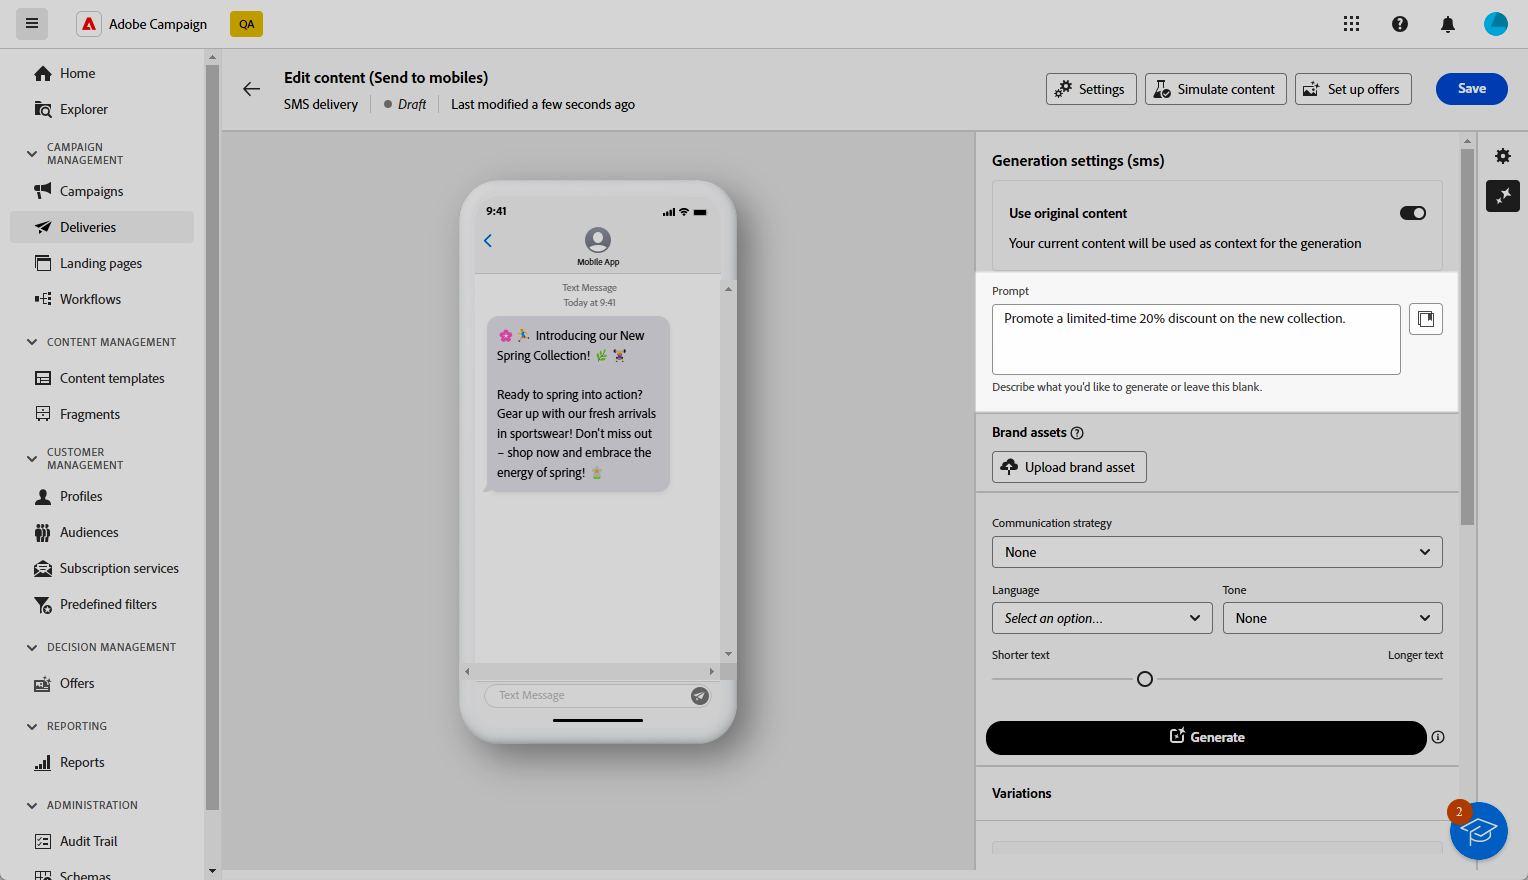 Adobe Campaign
QA
Home
Explorer
CAMPAIGN
MANAGEMENT
Campaigns
Deliveries
Landing pages
Workflows
CONTENT MANAGEMENT
Content templates
Fragments
CUSTOMER
MANAGEMENT
Profiles
Audiences
Subscription services
Predefined filters
DECISION MANAGEMENT
Offers
REPORTING
Reports
ADMINISTRATION
Audit Trail
Schemas
Edit content (Send to mobiles)
SMS delivery
Draft
Last modified a few seconds ago
Settings
Simulate content
Set up offers
Save
9:41
Mobile App
Text Message
Today at 9:41
🌸 🏃‍♂️ Introducing our New
Spring Collection! 🌿 🏋️‍♀️
Ready to spring into action?
Gear up with our fresh arrivals
in sportswear! Don't miss out
– shop now and embrace the
energy of spring!
Text Message
Generation settings (sms)
Use original content
Your current content will be used as context for the generation
Prompt
Promote a limited-time 20% discount on the new collection.
Describe what you'd like to generate or leave this blank.
Brand assets
Upload brand asset
Communication strategy
None
Language
Tone
Select an option...
None
Shorter text
Longer text
Generate
Variations
2